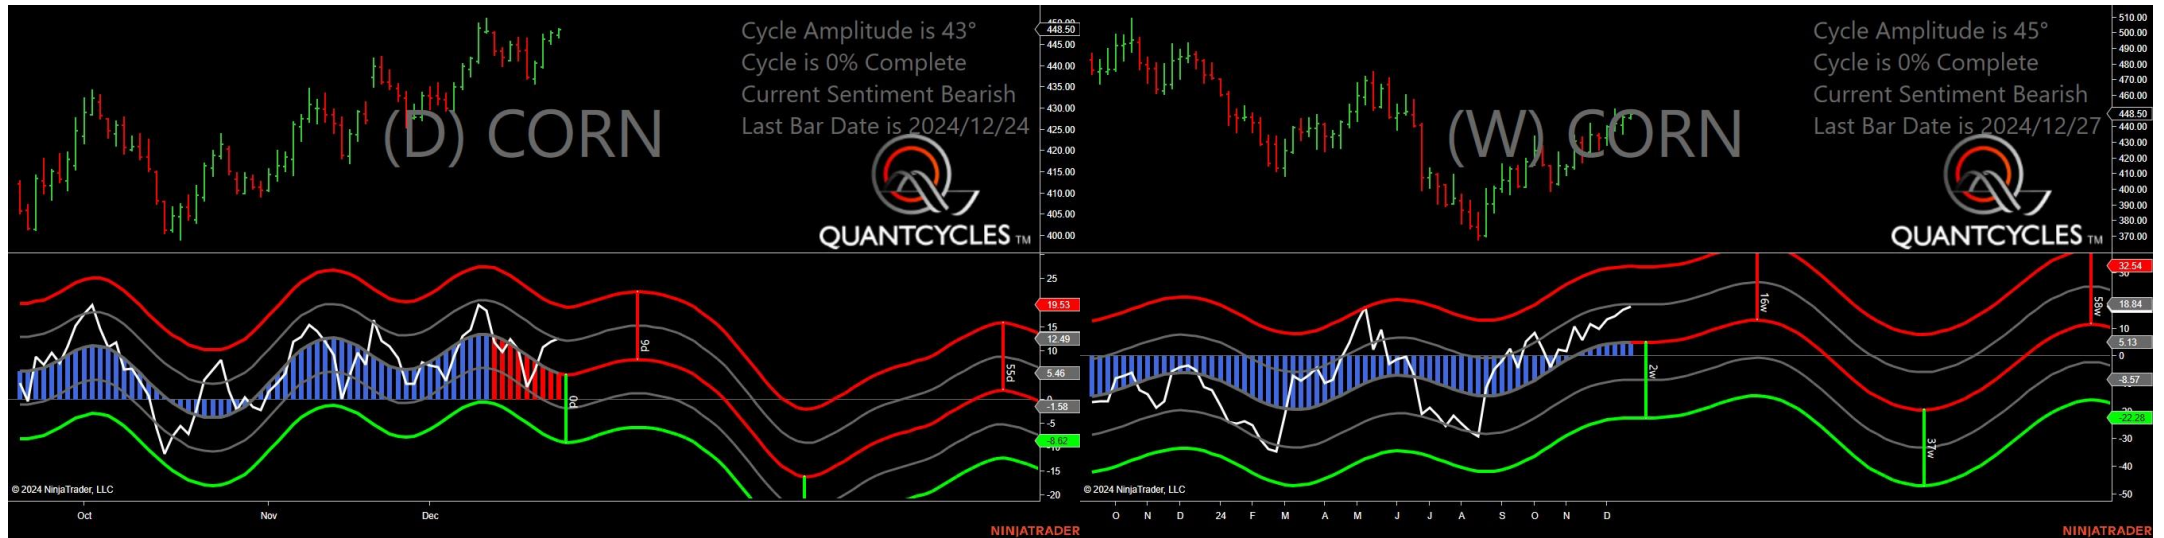 Cycle Amplitude is 43°
Cycle is 0% Complete
Current Sentiment Bearish
Last Bar Date is 2024/12/24
(D) CORN
QUANTCYCLES TM
448.50
445.00
440.00
435.00
430.00
425.00
420.00
415.00
410.00
405.00
400.00
25
19.53
15
12.49
10
5.46
0
-1.58
-5
-8.62
-15
-20
9d
0d
55d
© 2024 NinjaTrader, LLC
Oct Nov Dec
NINJATRADER
Cycle Amplitude is 45°
Cycle is 0% Complete
Current Sentiment Bearish
Last Bar Date is 2024/12/27
(W) CORN
QUANTCYCLES TM
510.00
500.00
490.00
480.00
470.00
460.00
448.50
440.00
430.00
420.00
410.00
400.00
390.00
380.00
370.00
32.54
18.84
10
5.13
0
-8.57
-22.28
-30
-40
-50
16w
2w
37w
58w
© 2024 NinjaTrader, LLC
O N D 24 F M A M J J A S O N D
NINJATRADER